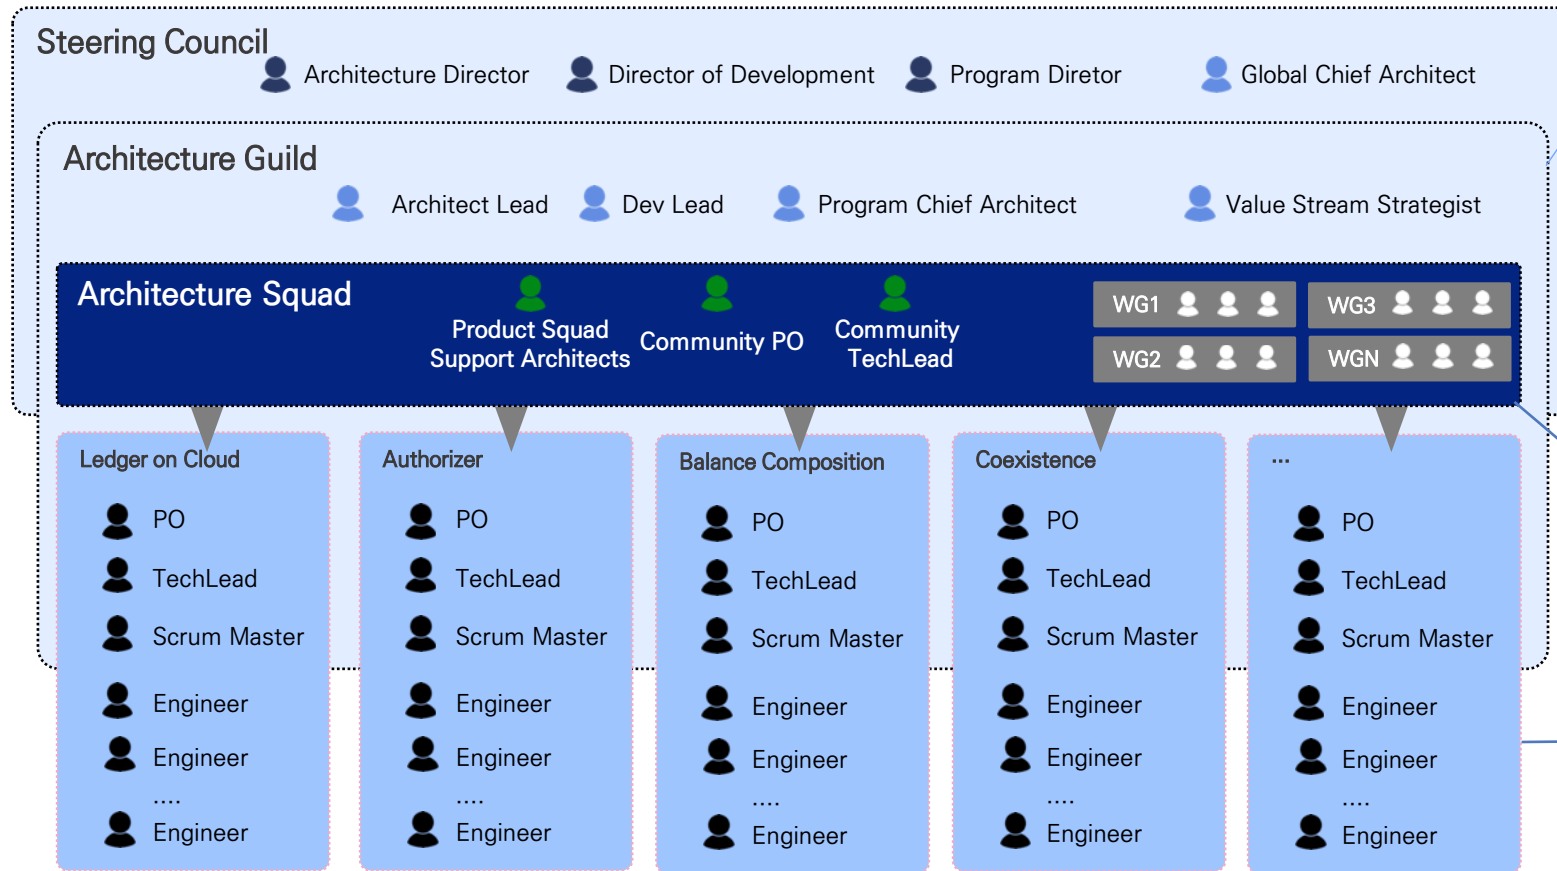 Steering Council
Architecture Director
Director of Development
Program Diretor
Global Chief Architect
Architecture Guild
Architect Lead
Dev Lead
Program Chief Architect
Value Stream Strategist
Architecture Squad
Product Squad
Support Architects
Community PO
Community
TechLead
WG1
WG3
WG2
WGN
Ledger on Cloud
PO
TechLead
Scrum Master
Engineer
Engineer
....
Engineer
Authorizer
PO
TechLead
Scrum Master
Engineer
Engineer
....
Engineer
Balance Composition
PO
TechLead
Scrum Master
Engineer
Engineer
....
Engineer
Coexistence
PO
TechLead
Scrum Master
Engineer
Engineer
....
Engineer
...
PO
TechLead
Scrum Master
Engineer
Engineer
....
Engineer